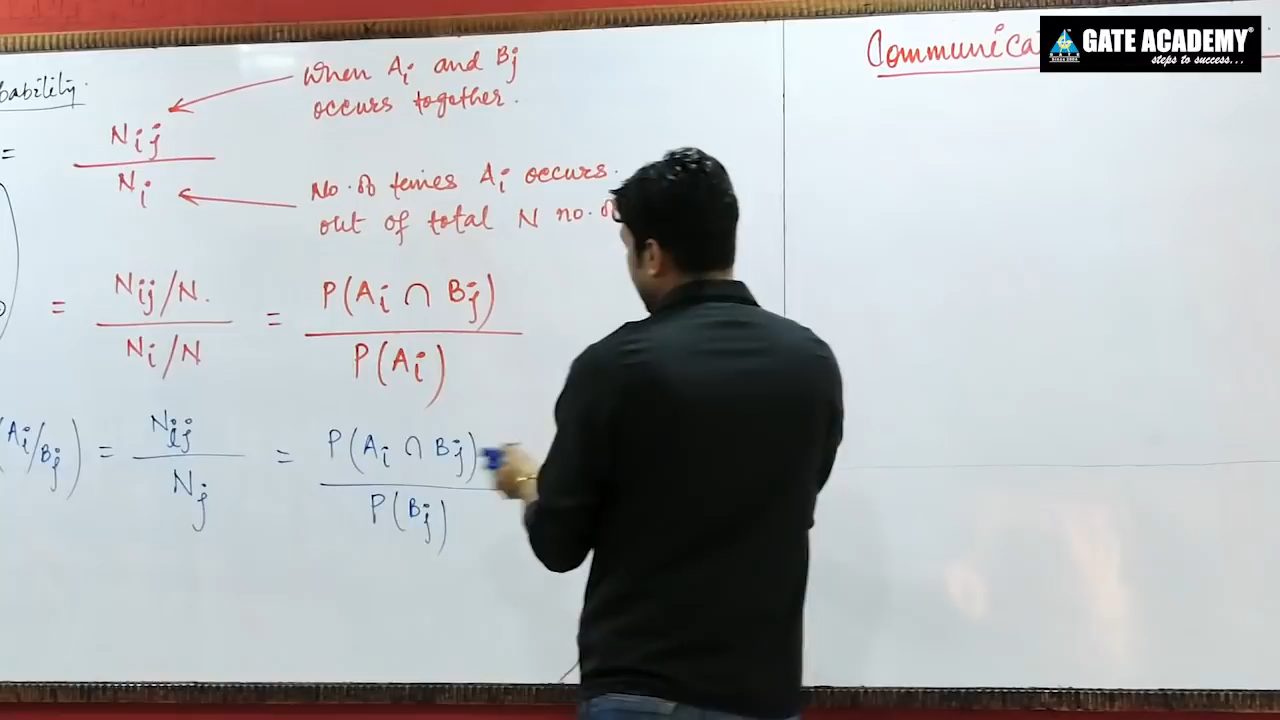 bability.
when Ai and Bj
occurs together.
= Nij / Ni
No. of times Ai occurs.
out of total N no. o
= Nij/N. / Ni/N = P(Ai ∩ Bj) / P(Ai)
(Ai/Bj) = Nij / Nj = P(Ai ∩ Bj) / P(Bj)
Communica
GATE ACADEMY
steps to success...